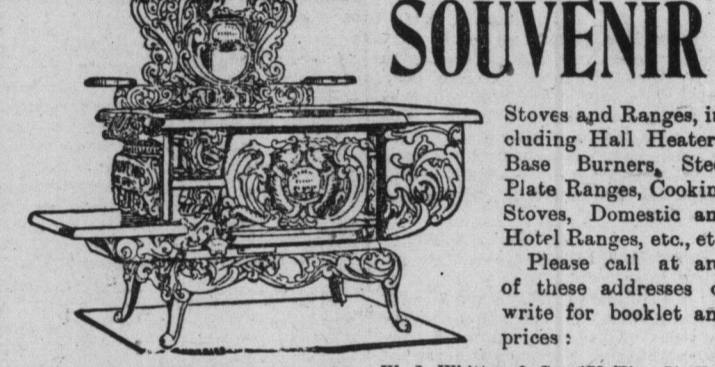 SOUVENIR
Stoves and Ranges, in
cluding Hall Heater
Base Burners, Stee
Plate Ranges, Cookin
Stoves, Domestic an
Hotel Ranges, etc., et
Please call at an
of these addresses o
write for booklet an
prices :